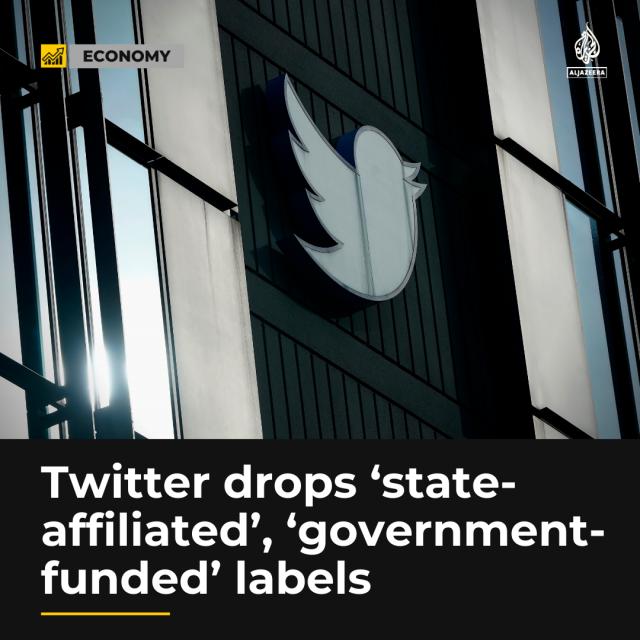 ECONOMY
ALJAZEERA
Twitter drops ‘state-
affiliated’, ‘government-
funded’ labels